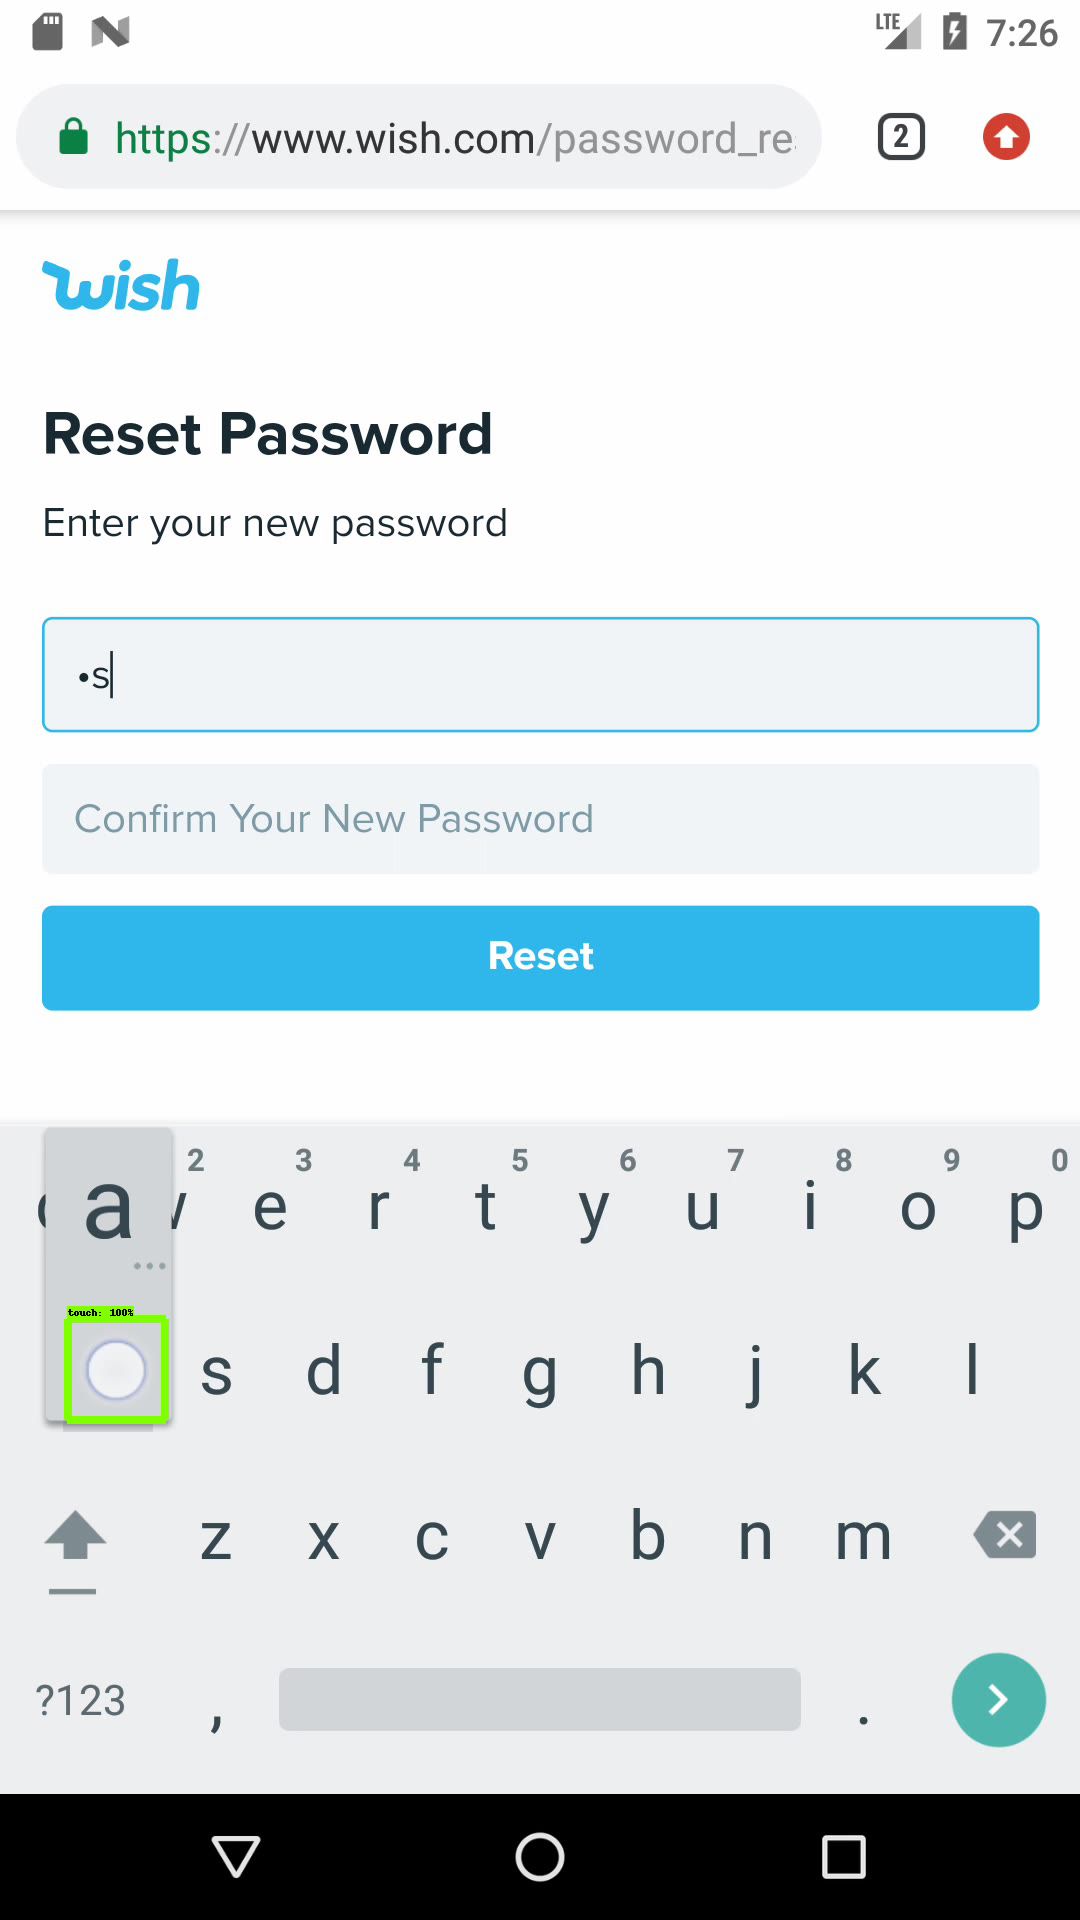 LTE 7:26
https://www.wish.com/password_re
2
wish
Reset Password
Enter your new password
•s
Confirm Your New Password
Reset
2 3 4 5 6 7 8 9 0
a e r t y u i o p
touch: 100%
s d f g h j k l
z x c v b n m
?123 , .